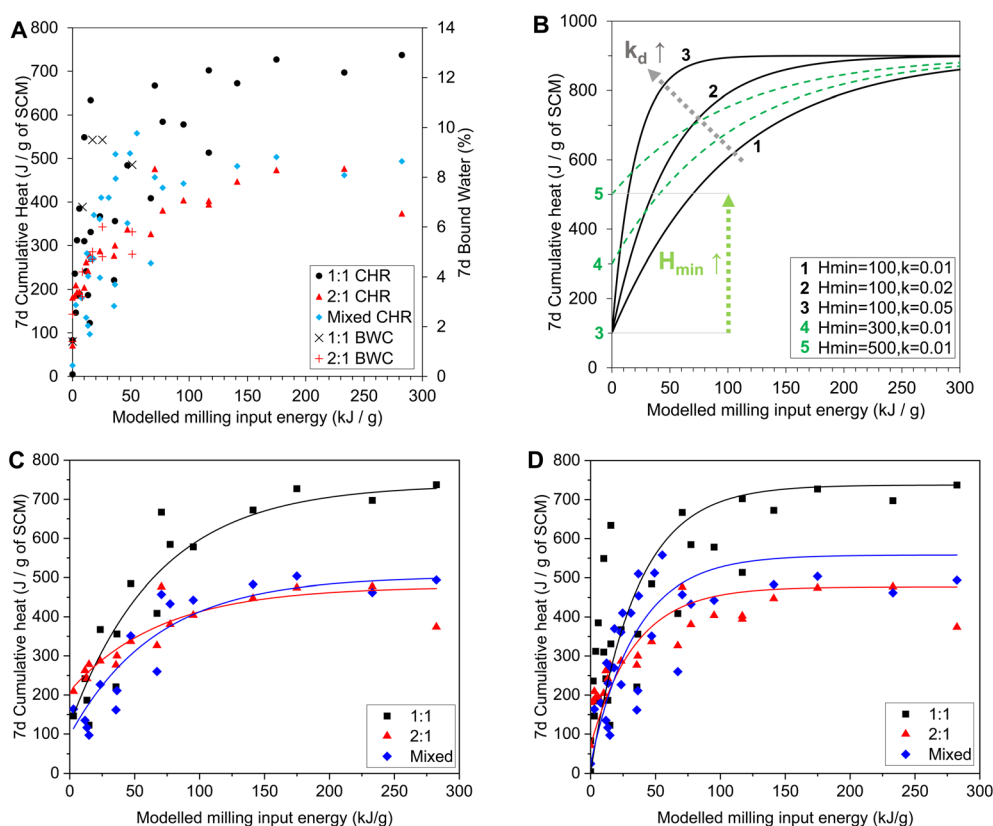 A
800
700
600
500
400
300
200
100
0
7d Cumulative Heat (J / g of SCM)
14
12
10
8
6
4
2
0
7d Bound Water (%)
1:1 CHR
2:1 CHR
Mixed CHR
1:1 BWC
2:1 BWC
0 50 100 150 200 250 300
Modelled milling input energy (kJ / g)
B
1000
900
800
700
600
500
400
300
200
100
0
7d Cumulative heat (J / g of SCM)
kd ↑
3
2
1
5
4
3
Hmin ↑
1 Hmin=100,k=0.01
2 Hmin=100,k=0.02
3 Hmin=100,k=0.05
4 Hmin=300,k=0.01
5 Hmin=500,k=0.01
0 50 100 150 200 250 300
Modelled milling input energy (kJ / g)
C
800
700
600
500
400
300
200
100
0
7d Cumulative heat (J / g of SCM)
1:1
2:1
Mixed
0 50 100 150 200 250 300
Modelled milling input energy (kJ/g)
D
800
700
600
500
400
300
200
100
0
7d Cumulative heat (J / g of SCM)
1:1
2:1
Mixed
0 50 100 150 200 250 300
Modelled milling input energy (kJ/g)